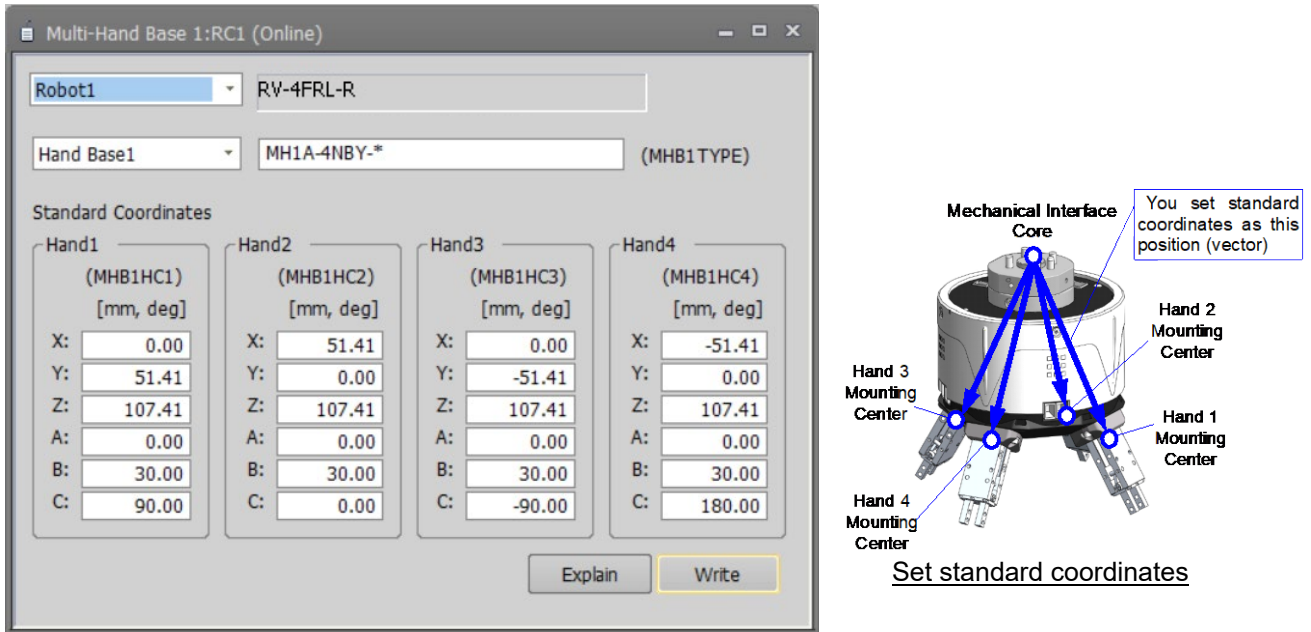 Multi-Hand Base 1:RC1 (Online)
Robot1
RV-4FRL-R
Hand Base1
MH1A-4NBY-*
(MHB1TYPE)
Standard Coordinates
Hand1
(MHB1HC1)
[mm, deg]
X: 0.00
Y: 51.41
Z: 107.41
A: 0.00
B: 30.00
C: 90.00
Hand2
(MHB1HC2)
[mm, deg]
X: 51.41
Y: 0.00
Z: 107.41
A: 0.00
B: 30.00
C: 0.00
Hand3
(MHB1HC3)
[mm, deg]
X: 0.00
Y: -51.41
Z: 107.41
A: 0.00
B: 30.00
C: -90.00
Hand4
(MHB1HC4)
[mm, deg]
X: -51.41
Y: 0.00
Z: 107.41
A: 0.00
B: 30.00
C: 180.00
Explain
Write
Mechanical Interface
Core
You set standard
coordinates as this
position (vector)
Hand 2
Mounting
Center
Hand 3
Mounting
Center
Hand 1
Mounting
Center
Hand 4
Mounting
Center
Set standard coordinates